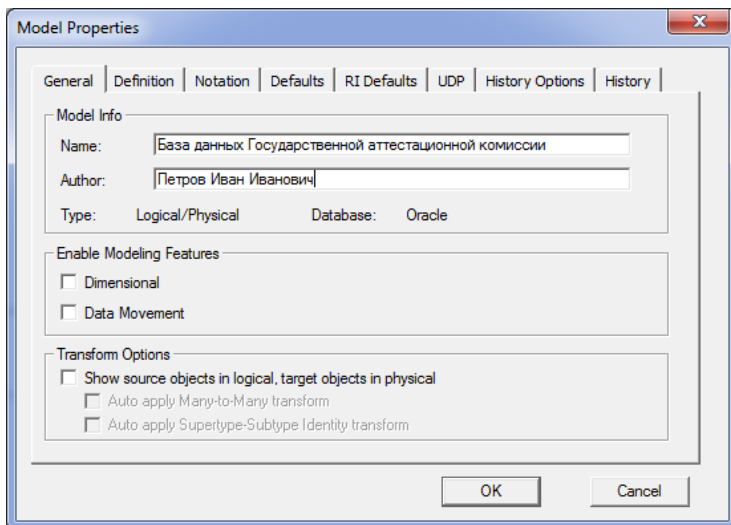 Model Properties
General Definition Notation Defaults RI Defaults UDP History Options History
Model Info
Name: База данных Государственной аттестационной комиссии
Author: Петров Иван Иванович
Type: Logical/Physical Database: Oracle
Enable Modeling Features
Dimensional
Data Movement
Transform Options
Show source objects in logical, target objects in physical
Auto apply Many-to-Many transform
Auto apply Supertype-Subtype Identity transform
OK Cancel